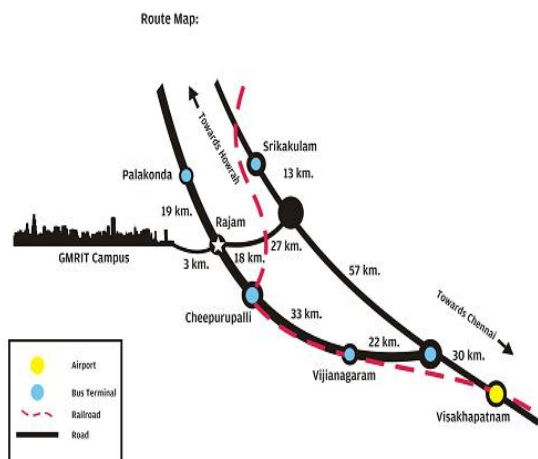 Route Map:
Towards Howrah
Srikakulam
13 km.
Palakonda
19 km.
Rajam
GMRIT Campus
3 km.
18 km.
27 km.
57 km.
Cheepurupalli
33 km.
Towards Chennai
22 km.
30 km.
Vijianagaram
Visakhapatnam
Airport
Bus Terminal
Railroad
Road